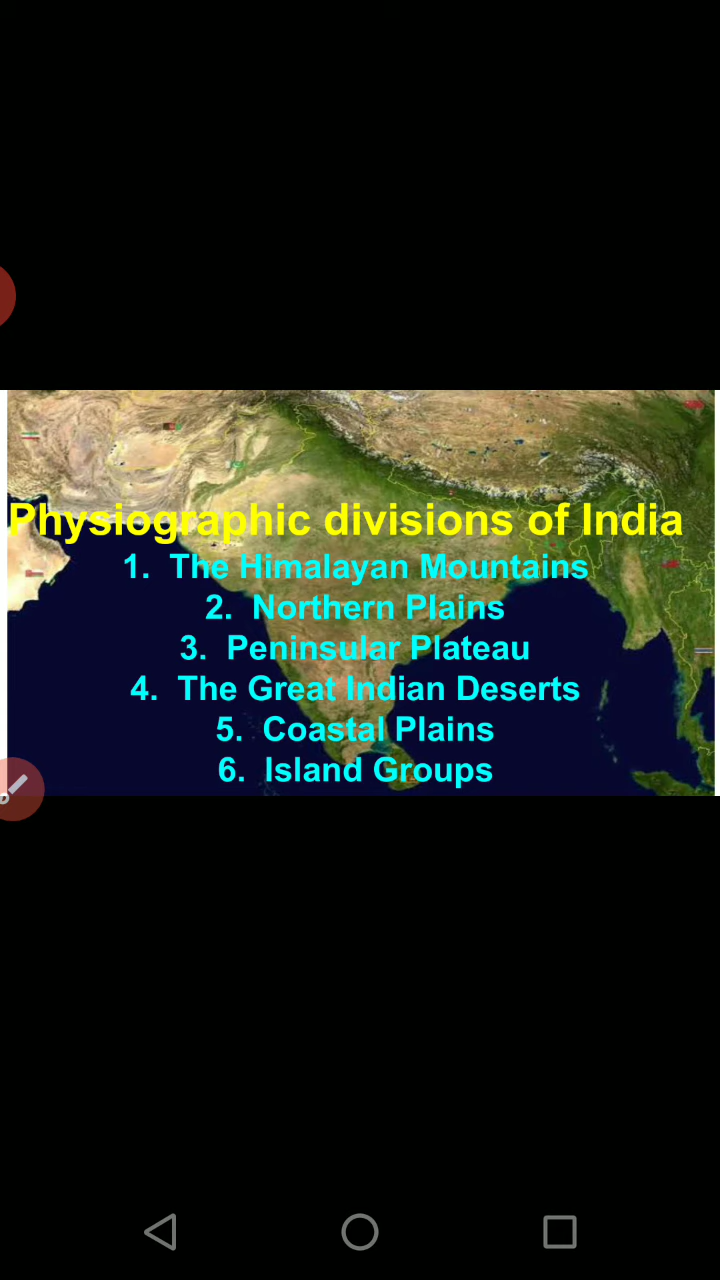 Physiographic divisions of India
1. The Himalayan Mountains
2. Northern Plains
3. Peninsular Plateau
4. The Great Indian Deserts
5. Coastal Plains
6. Island Groups